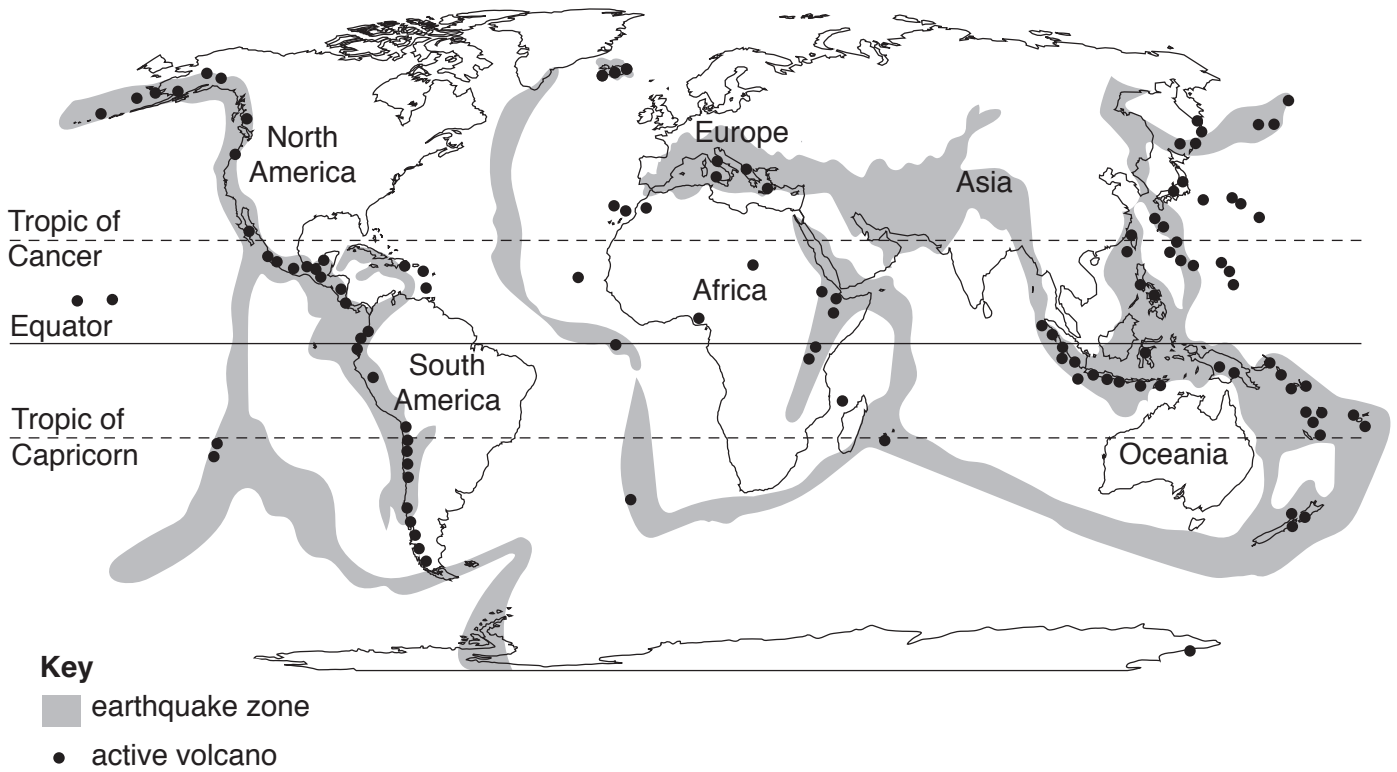 Europe
North
America
Asia
Tropic of
Cancer
Africa
Equator
South
America
Tropic of
Capricorn
Oceania
Key
earthquake zone
active volcano